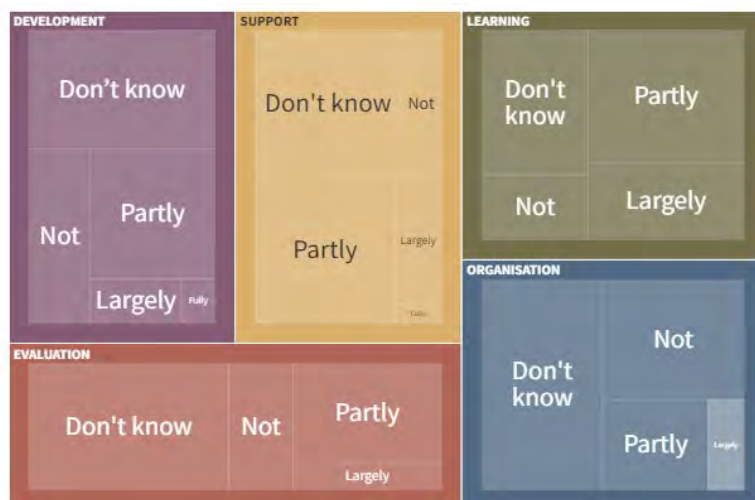 DEVELOPMENT
Don’t know
Not
Partly
Largely
Fully
SUPPORT
Don't know
Not
Partly
Largely
Fully
LEARNING
Don't
know
Partly
Not
Largely
EVALUATION
Don't know
Not
Partly
Largely
ORGANISATION
Don't
know
Not
Partly
Largely